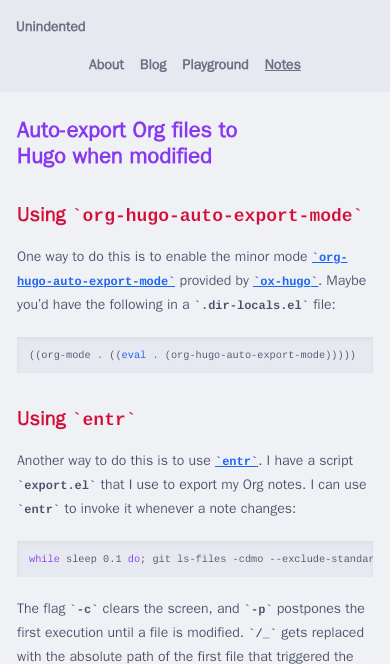 Unindented
About Blog Playground Notes
Auto-export Org files to
Hugo when modified
Using `org-hugo-auto-export-mode`
One way to do this is to enable the minor mode `org-
hugo-auto-export-mode` provided by `ox-hugo`. Maybe
you'd have the following in a `.dir-locals.el` file:
((org-mode . ((eval . (org-hugo-auto-export-mode)))))
Using `entr`
Another way to do this is to use `entr`. I have a script
`export.el` that I use to export my Org notes. I can use
`entr` to invoke it whenever a note changes:
while sleep 0.1 do; git ls-files -cdmo --exclude-standar
The flag `-c` clears the screen, and `-p` postpones the
first execution until a file is modified. `/_` gets replaced
with the absolute path of the first file that triggered the